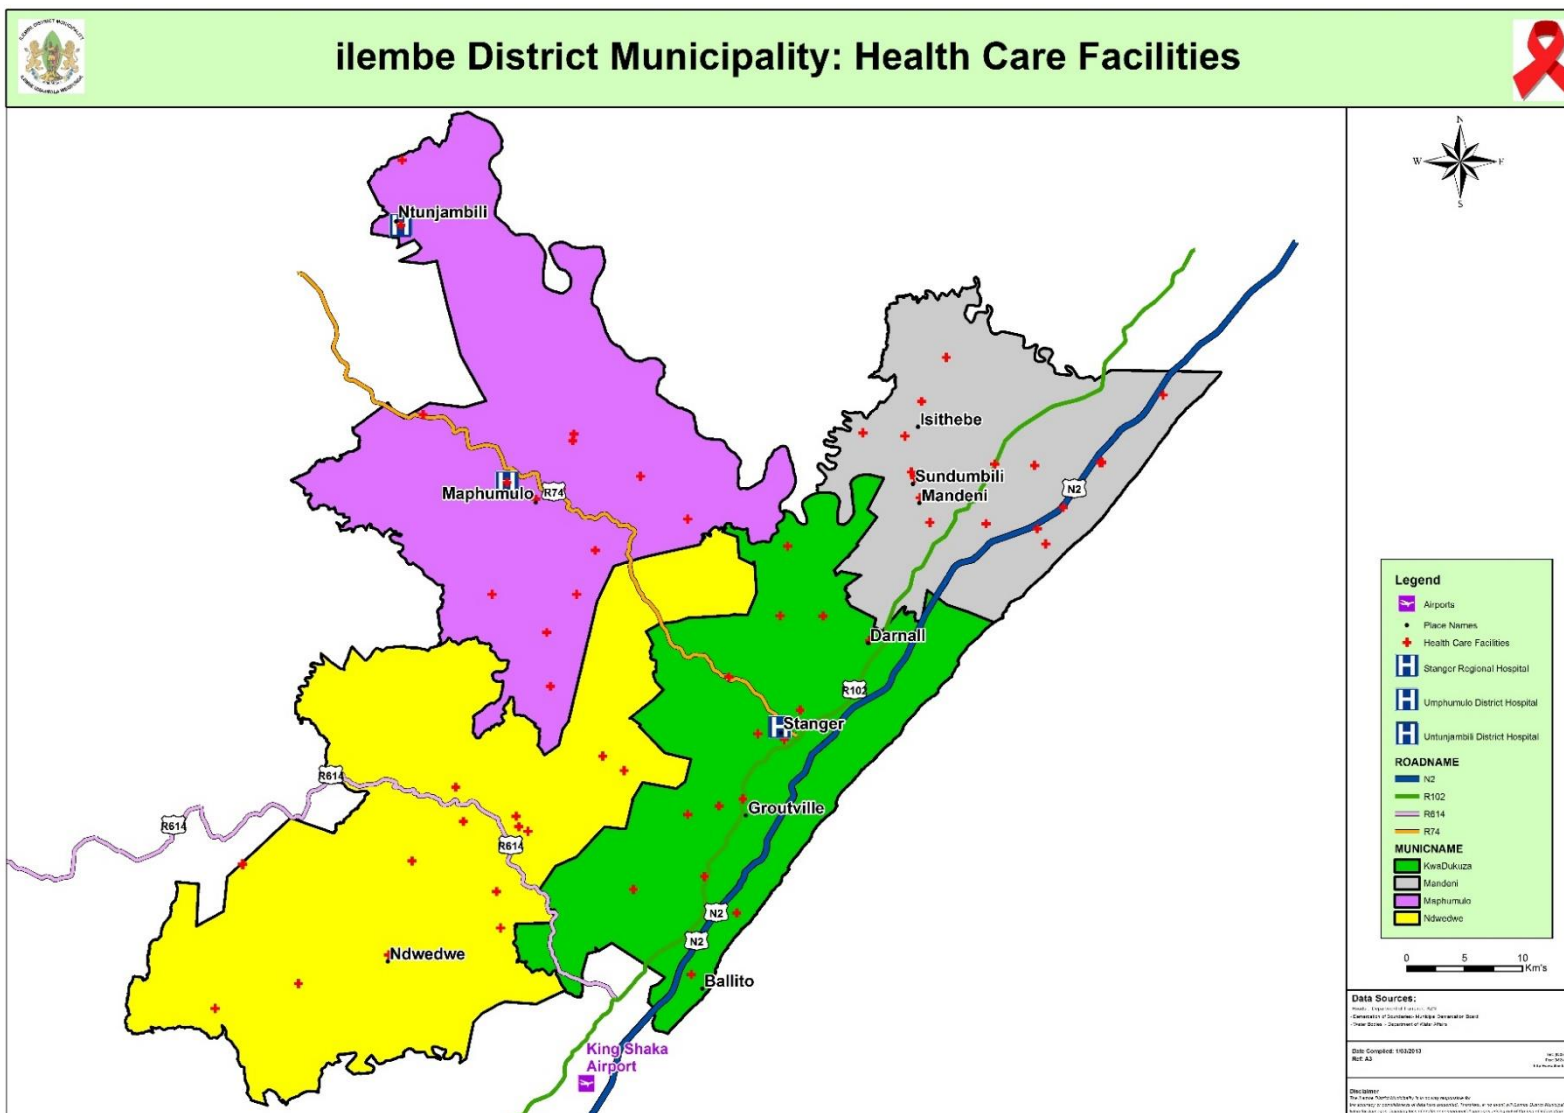 ilembe District Municipality: Health Care Facilities
N
W
E
S
Ntunjambili
Isithebe
Sundumbili
Mandeni
N2
Maphumulo
R74
Darnall
R102
Stanger
R614
R614
R614
Groutville
N2
N2
Ndwedwe
Ballito
King Shaka
Airport
Legend
Airports
Place Names
Health Care Facilities
Stanger Regional Hospital
Umphumulo District Hospital
Untunjambili District Hospital
ROADNAME
N2
R102
R614
R74
MUNICNAME
KwaDukuza
Mandeni
Maphumulo
Ndwedwe
0 5 10
Km's
Data Sources:
Date Compiled: 1/03/2013
Ref: A3
Disclaimer